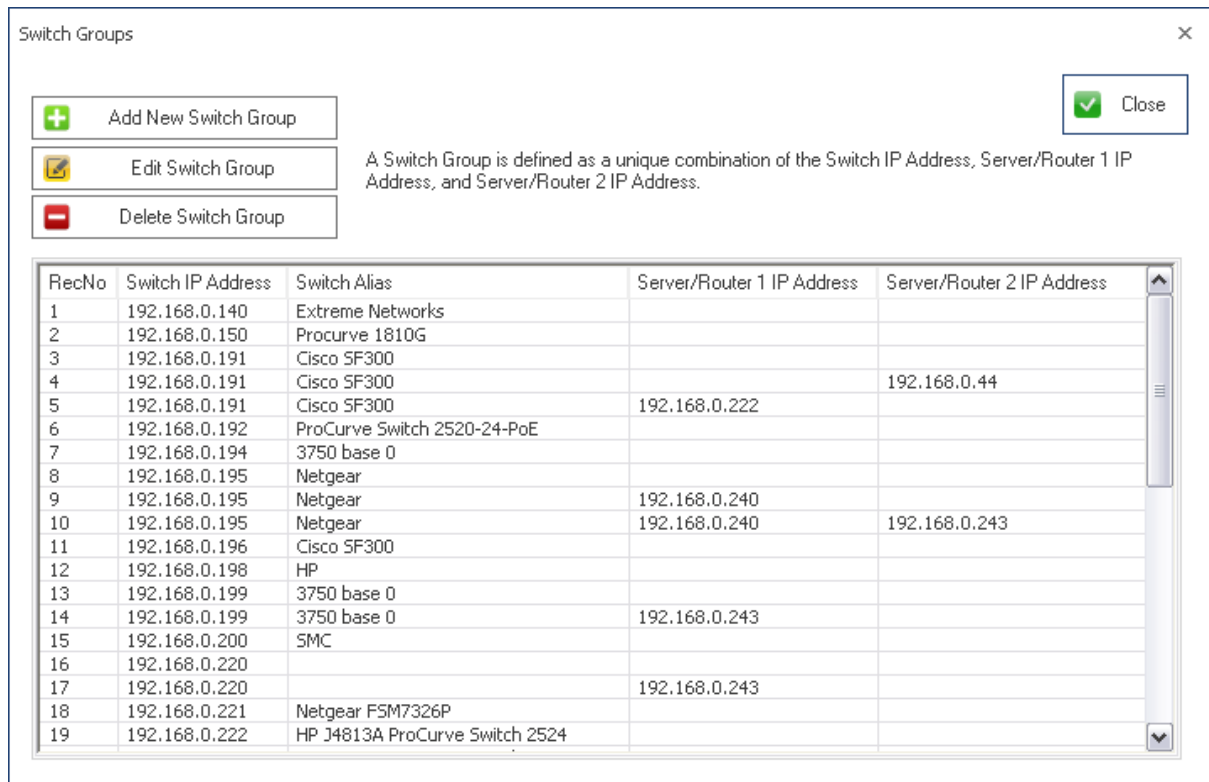 Switch Groups
Add New Switch Group
Close
Edit Switch Group
A Switch Group is defined as a unique combination of the Switch IP Address, Server/Router 1 IP
Address, and Server/Router 2 IP Address.
Delete Switch Group
RecNo Switch IP Address Switch Alias Server/Router 1 IP Address Server/Router 2 IP Address
1 192.168.0.140 Extreme Networks
2 192.168.0.150 Procurve 1810G
3 192.168.0.191 Cisco SF300
4 192.168.0.191 Cisco SF300 192.168.0.44
5 192.168.0.191 Cisco SF300 192.168.0.222
6 192.168.0.192 ProCurve Switch 2520-24-PoE
7 192.168.0.194 3750 base 0
8 192.168.0.195 Netgear
9 192.168.0.195 Netgear 192.168.0.240
10 192.168.0.195 Netgear 192.168.0.240 192.168.0.243
11 192.168.0.196 Cisco SF300
12 192.168.0.198 HP
13 192.168.0.199 3750 base 0
14 192.168.0.199 3750 base 0 192.168.0.243
15 192.168.0.200 SMC
16 192.168.0.220
17 192.168.0.220 192.168.0.243
18 192.168.0.221 Netgear FSM7326P
19 192.168.0.222 HP J4813A ProCurve Switch 2524